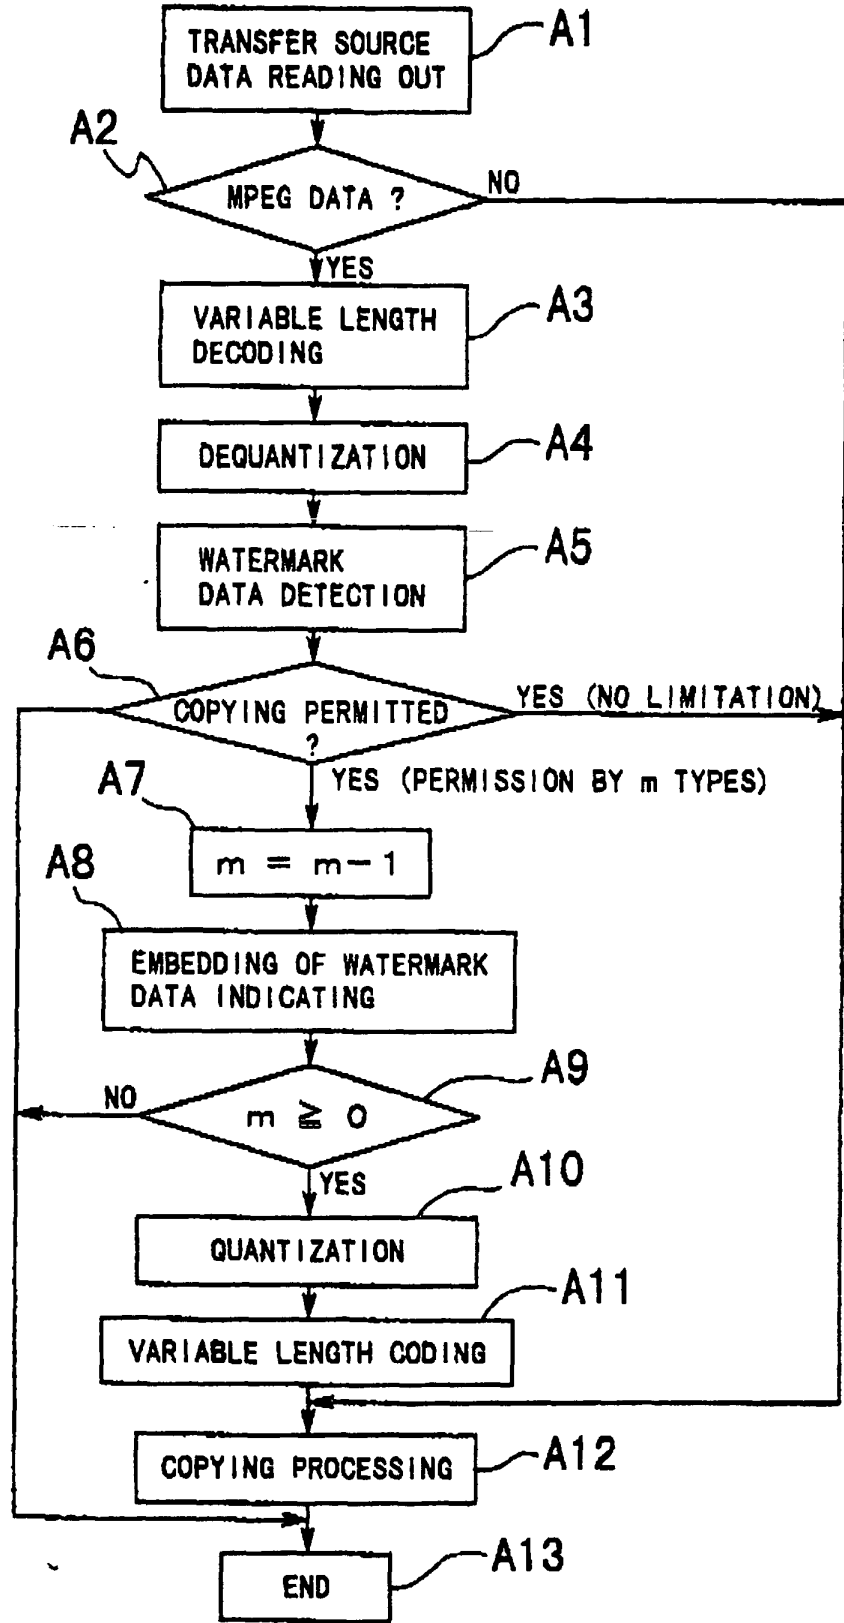 A1
TRANSFER SOURCE
DATA READING OUT
A2
MPEG DATA ?
NO
YES
A3
VARIABLE LENGTH
DECODING
A4
DEQUANTIZATION
A5
WATERMARK
DATA DETECTION
A6
COPYING PERMITTED
?
YES (NO LIMITATION)
YES (PERMISSION BY m TYPES)
A7
m = m-1
A8
EMBEDDING OF WATERMARK
DATA INDICATING
A9
NO
m ≧ 0
YES
A10
QUANTIZATION
A11
VARIABLE LENGTH CODING
A12
COPYING PROCESSING
A13
END